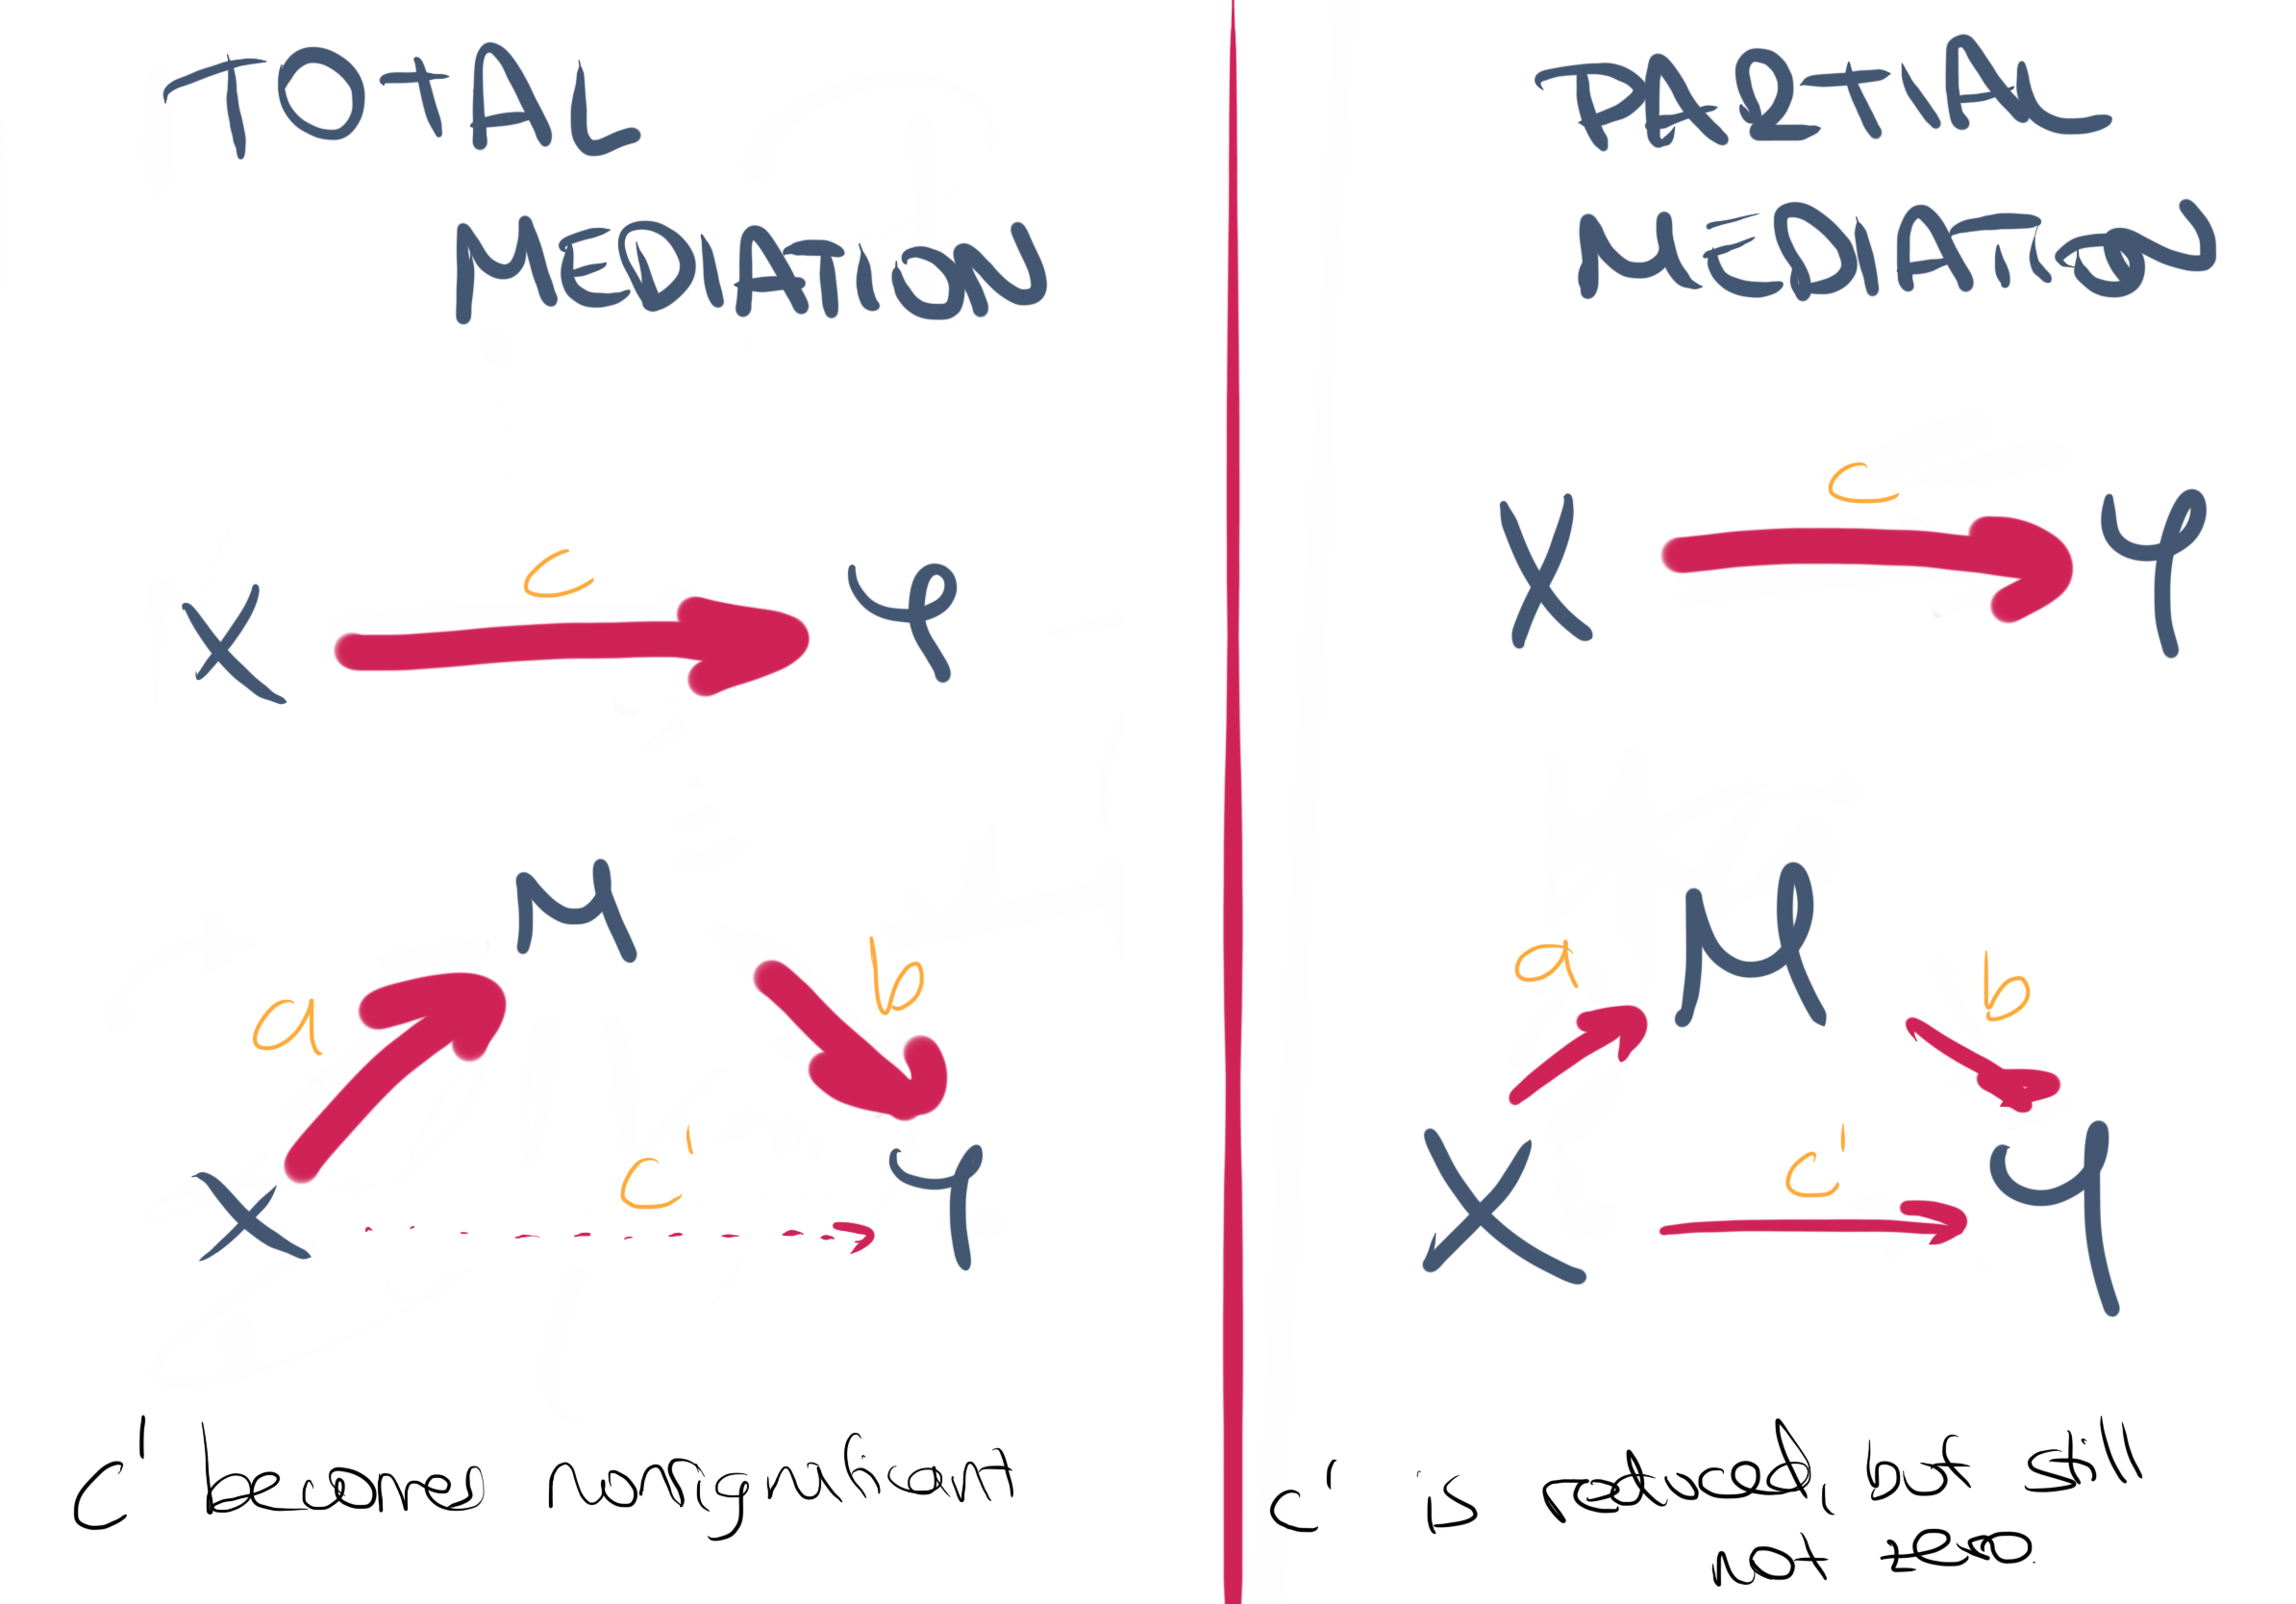 TOTAL
MEDIATION
X
c
Y
M
a
b
c'
X
Y
c' becomes nonsignificant
PARTIAL
MEDIATION
c
X
Y
M
a
b
c'
X
Y
c' is reduced, but still
not zero.